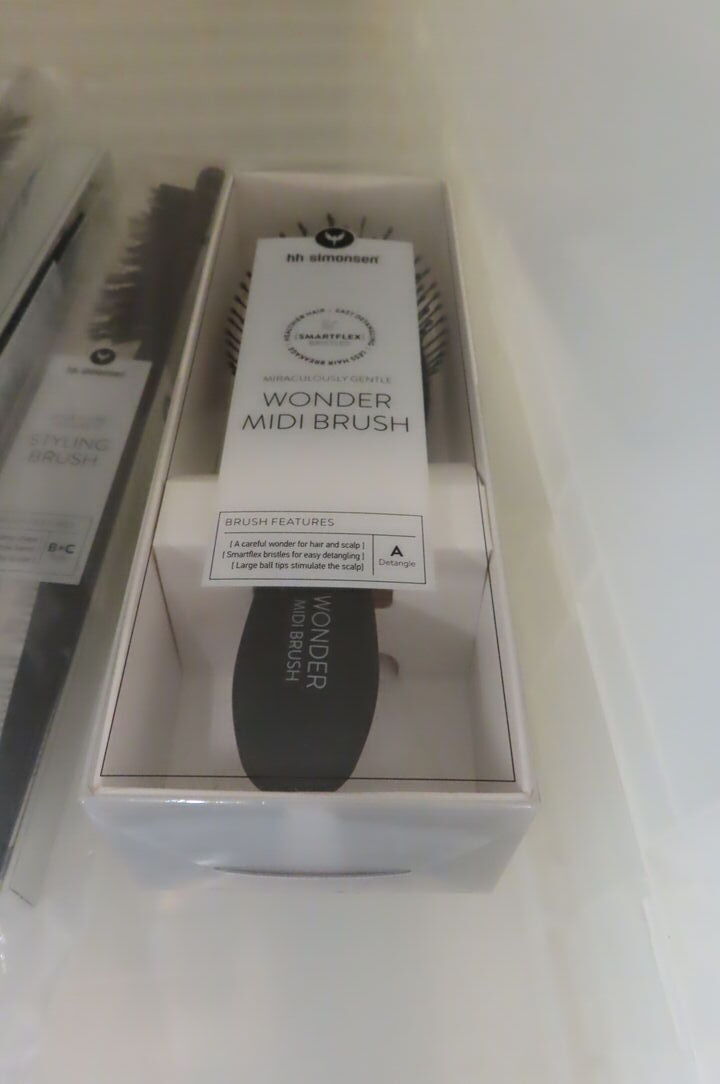 hh simonsen
HEALTHIER HAIR · EASY DETANGLING · LESS HAIR BREAKAGE
SMARTFLEX
BRISTLES
MIRACULOUSLY GENTLE
WONDER
MIDI BRUSH
BRUSH FEATURES
[ A careful wonder for hair and scalp ]
[ Smartflex bristles for easy detangling ]
[ Large ball tips stimulate the scalp]
A
Detangle
WONDER
MIDI BRUSH
hh simonsen
STYLING
BRUSH
B+C